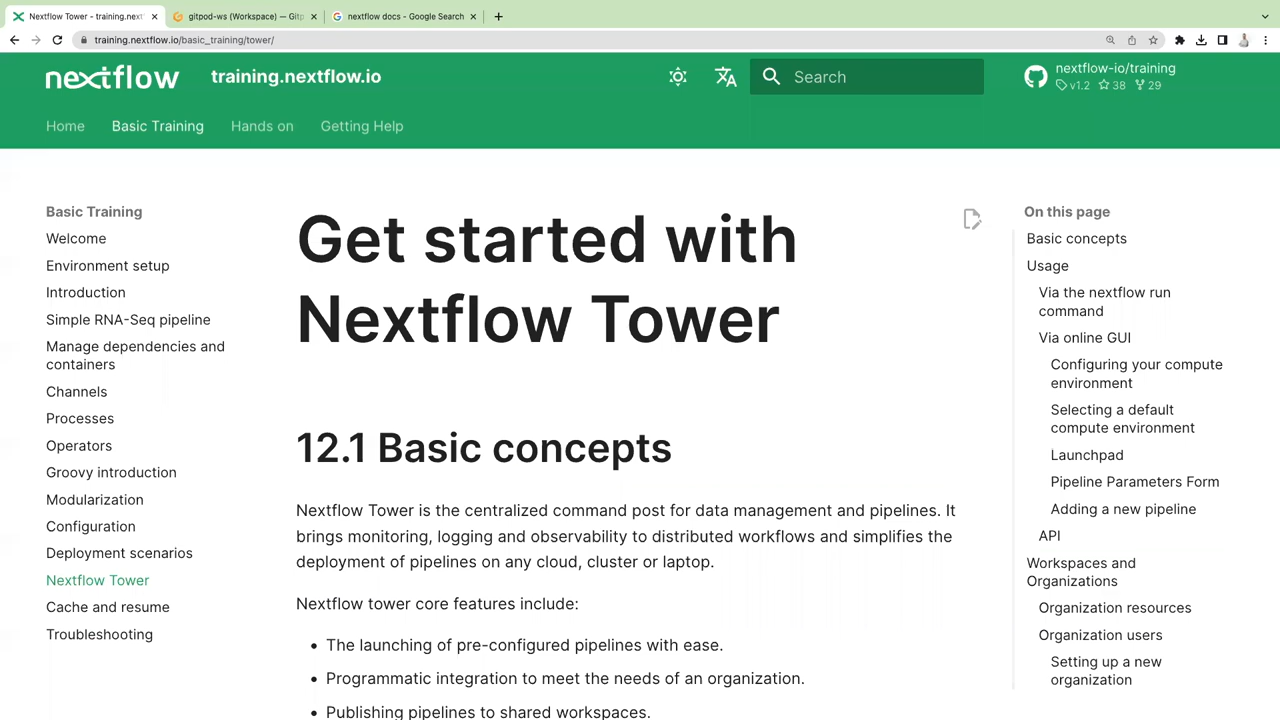 Nextflow Tower - training.nextf
gitpod-ws (Workspace) — Gitp
nextflow docs - Google Search
training.nextflow.io/basic_training/tower/
nextflow
training.nextflow.io
Search
nextflow-io/training
v1.2 38 29
Home Basic Training Hands on Getting Help
Basic Training
Welcome
Environment setup
Introduction
Simple RNA-Seq pipeline
Manage dependencies and
containers
Channels
Processes
Operators
Groovy introduction
Modularization
Configuration
Deployment scenarios
Nextflow Tower
Cache and resume
Troubleshooting
Get started with
Nextflow Tower
12.1 Basic concepts
Nextflow Tower is the centralized command post for data management and pipelines. It
brings monitoring, logging and observability to distributed workflows and simplifies the
deployment of pipelines on any cloud, cluster or laptop.
Nextflow tower core features include:
• The launching of pre-configured pipelines with ease.
• Programmatic integration to meet the needs of an organization.
• Publishing pipelines to shared workspaces.
On this page
Basic concepts
Usage
Via the nextflow run
command
Via online GUI
Configuring your compute
environment
Selecting a default
compute environment
Launchpad
Pipeline Parameters Form
Adding a new pipeline
API
Workspaces and
Organizations
Organization resources
Organization users
Setting up a new
organization